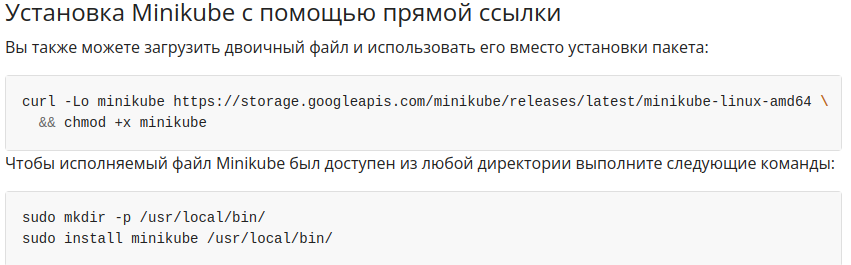 Установка Minikube с помощью прямой ссылки
Вы также можете загрузить двоичный файл и использовать его вместо установки пакета:
curl -Lo minikube https://storage.googleapis.com/minikube/releases/latest/minikube-linux-amd64 \
&& chmod +x minikube
Чтобы исполняемый файл Minikube был доступен из любой директории выполните следующие команды:
sudo mkdir -p /usr/local/bin/
sudo install minikube /usr/local/bin/